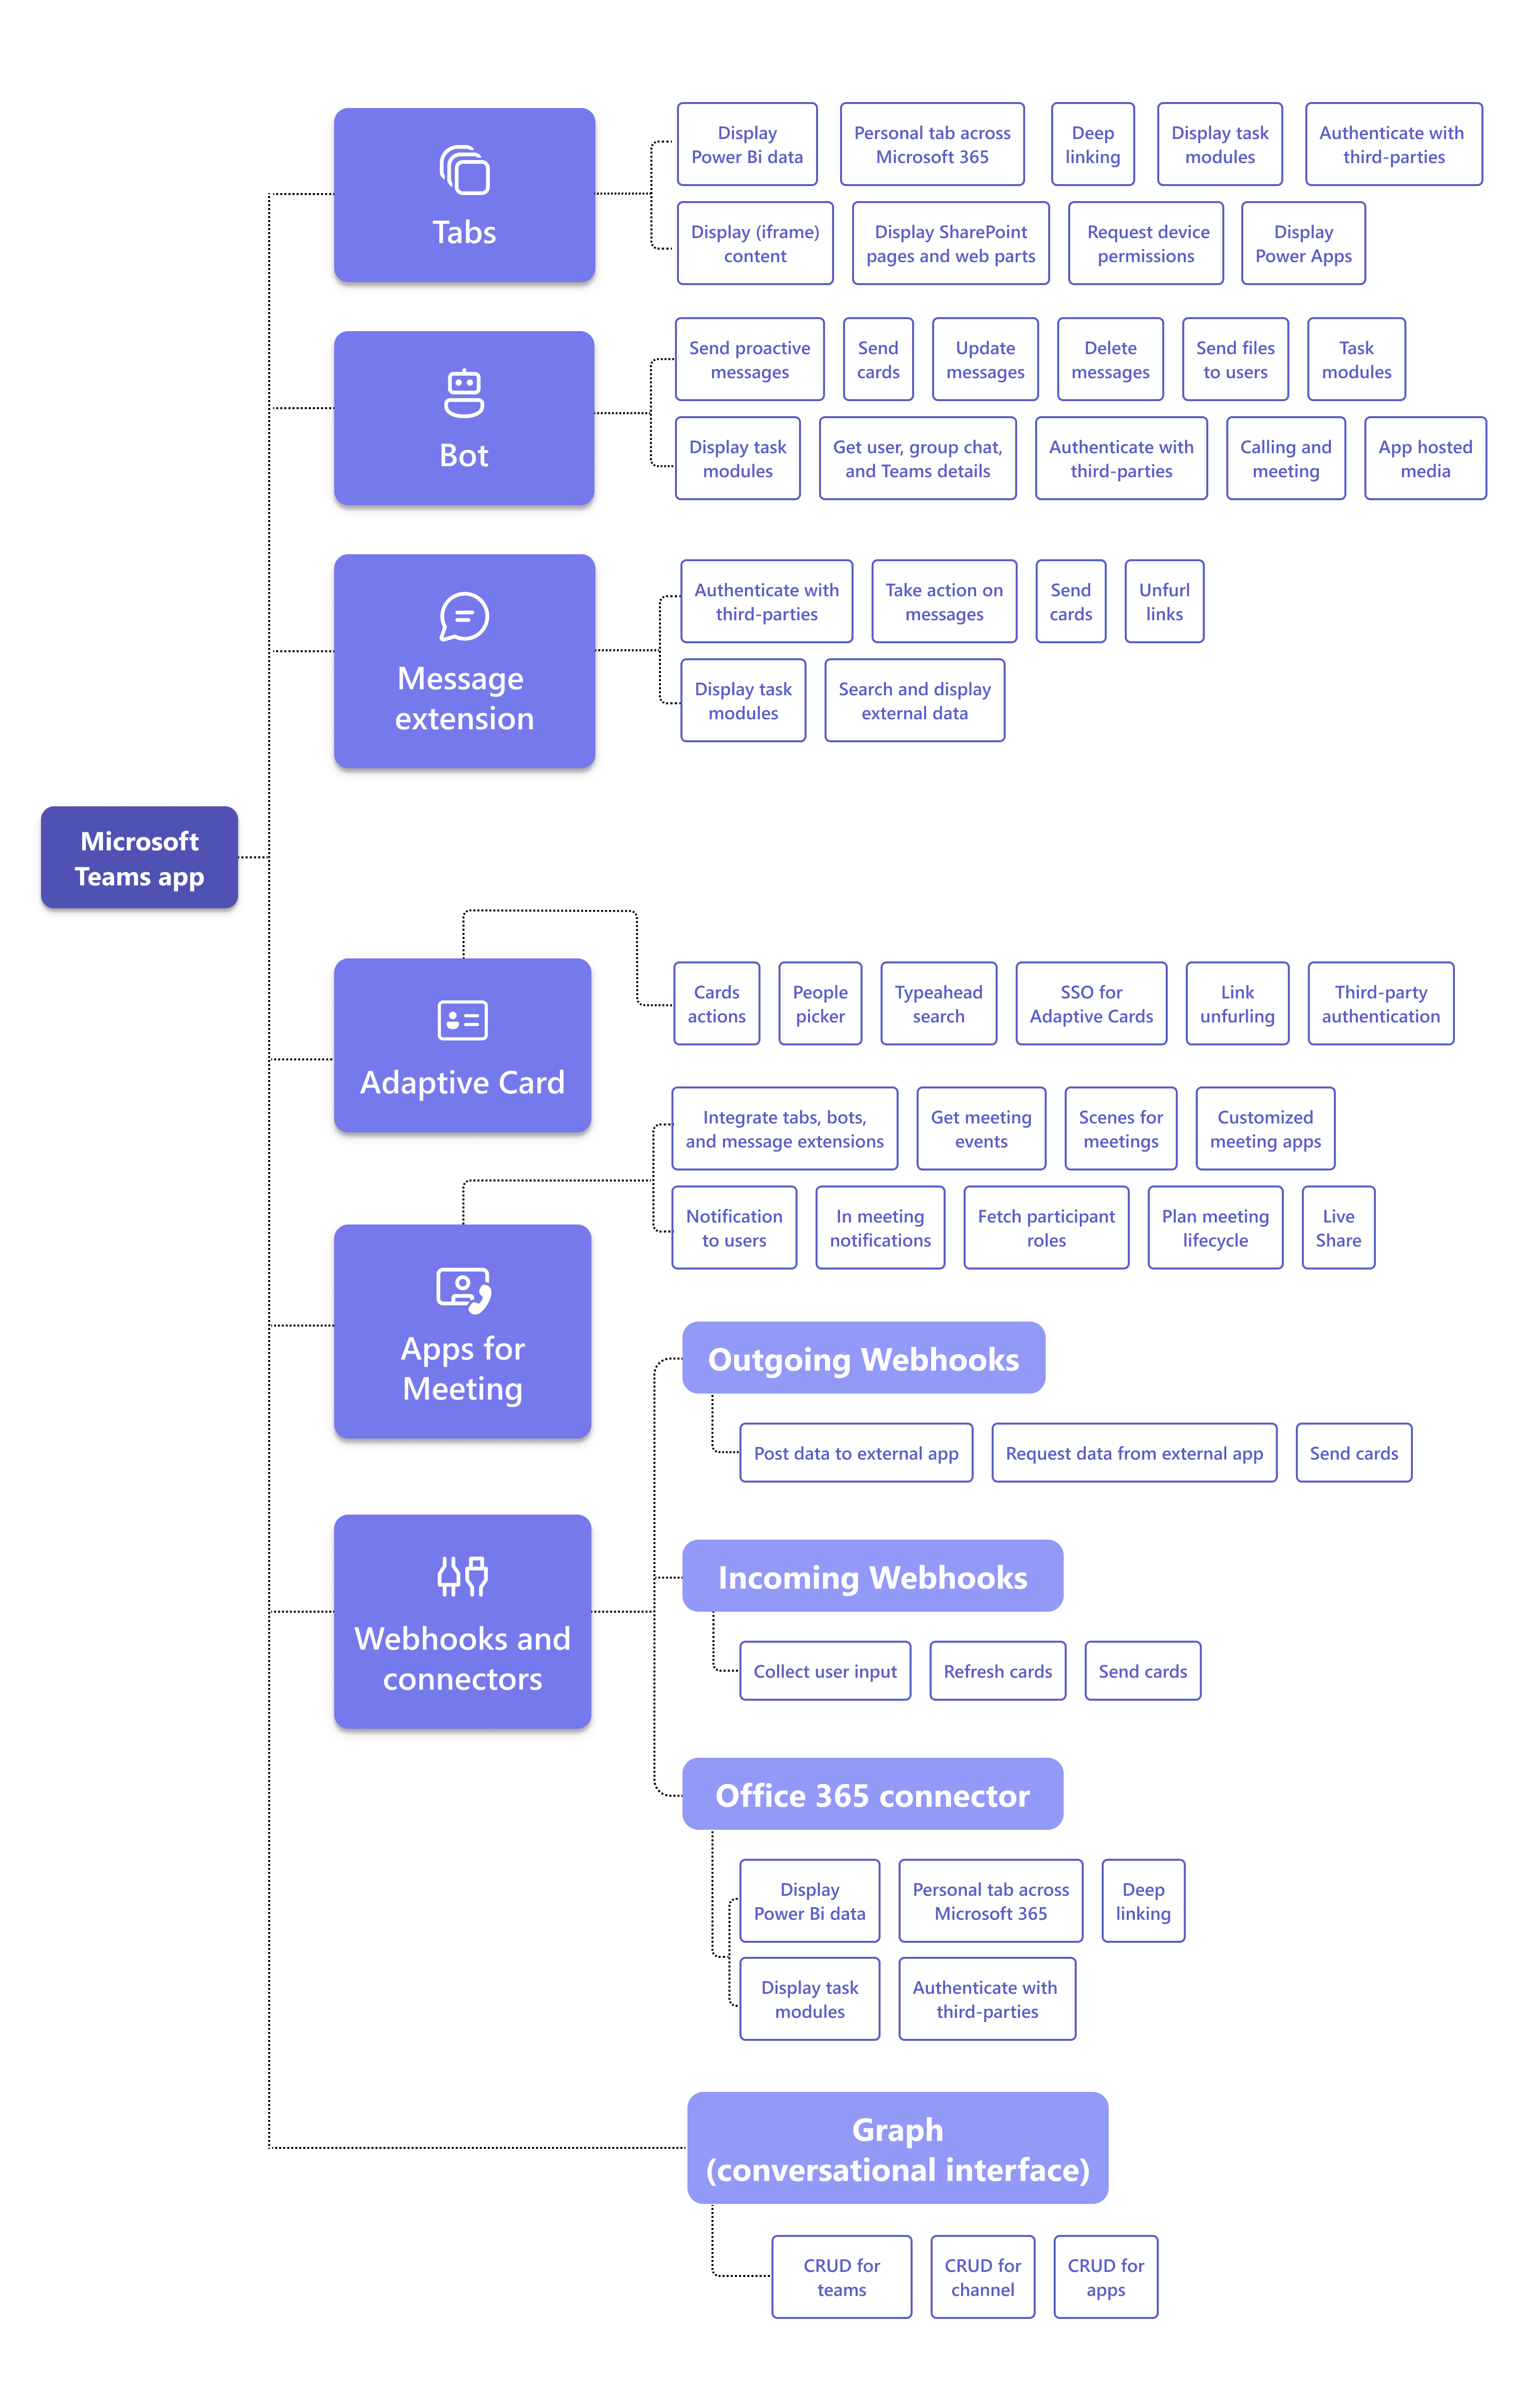 Microsoft
Teams app
Tabs
Display
Power Bi data
Personal tab across
Microsoft 365
Deep
linking
Display task
modules
Authenticate with
third-parties
Display (iframe)
content
Display SharePoint
pages and web parts
Request device
permissions
Display
Power Apps
Bot
Send proactive
messages
Send
cards
Update
messages
Delete
messages
Send files
to users
Task
modules
Display task
modules
Get user, group chat,
and Teams details
Authenticate with
third-parties
Calling and
meeting
App hosted
media
Message
extension
Authenticate with
third-parties
Take action on
messages
Send
cards
Unfurl
links
Display task
modules
Search and display
external data
Adaptive Card
Cards
actions
People
picker
Typeahead
search
SSO for
Adaptive Cards
Link
unfurling
Third-party
authentication
Apps for
Meeting
Integrate tabs, bots,
and message extensions
Get meeting
events
Scenes for
meetings
Customized
meeting apps
Notification
to users
In meeting
notifications
Fetch participant
roles
Plan meeting
lifecycle
Live
Share
Webhooks and
connectors
Outgoing Webhooks
Post data to external app
Request data from external app
Send cards
Incoming Webhooks
Collect user input
Refresh cards
Send cards
Office 365 connector
Display
Power Bi data
Personal tab across
Microsoft 365
Deep
linking
Display task
modules
Authenticate with
third-parties
Graph
(conversational interface)
CRUD for
teams
CRUD for
channel
CRUD for
apps